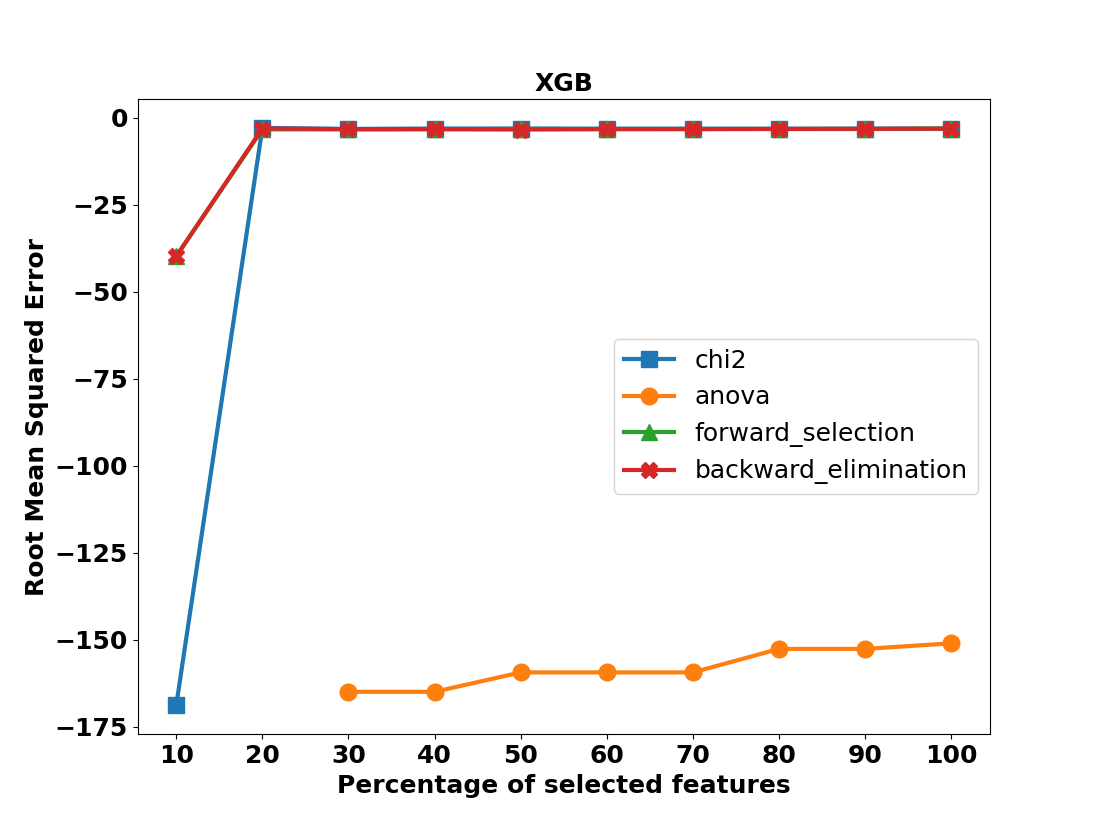 XGB
Root Mean Squared Error
0
−25
−50
−75
−100
−125
−150
−175
chi2
anova
forward_selection
backward_elimination
10 20 30 40 50 60 70 80 90 100
Percentage of selected features